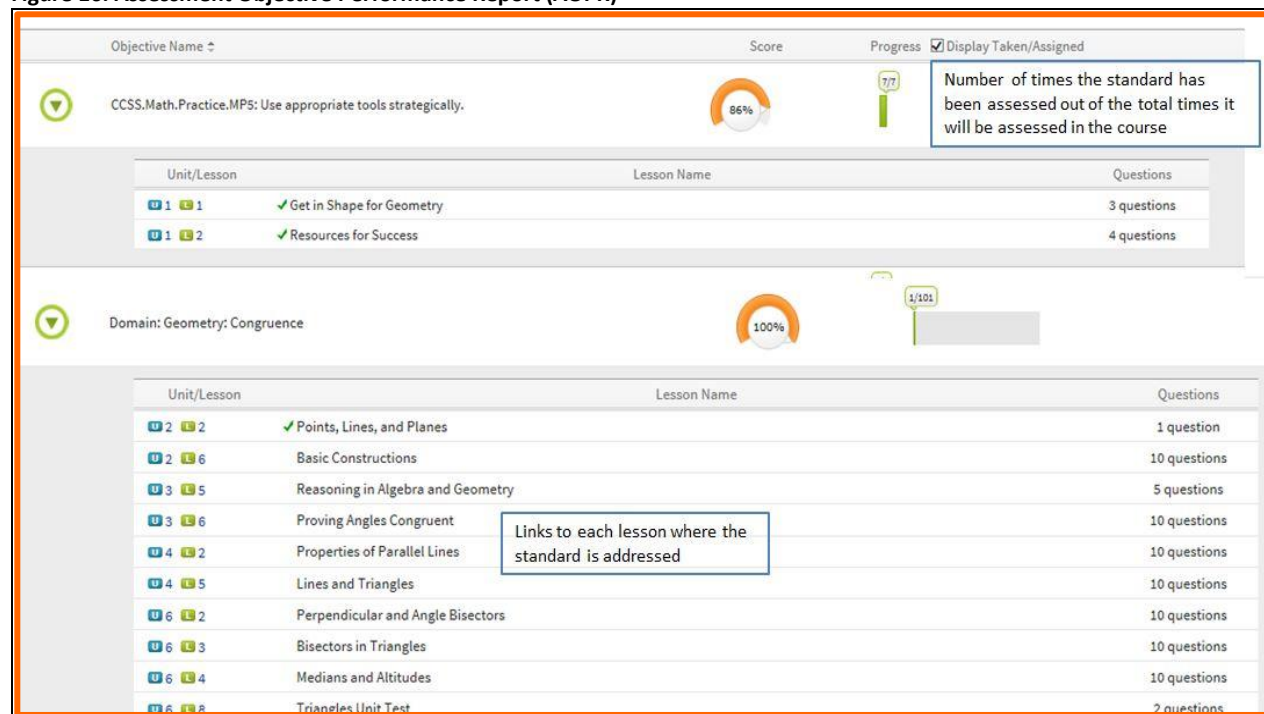 Objective Name Score Progress Display Taken/Assigned
CCSS.Math.Practice.MP5: Use appropriate tools strategically. 86% 7/7
Number of times the standard has
been assessed out of the total times it
will be assessed in the course
Unit/Lesson Lesson Name Questions
U 1 L 1 Get in Shape for Geometry 3 questions
U 1 L 2 Resources for Success 4 questions
Domain: Geometry: Congruence 100% 1/101
Unit/Lesson Lesson Name Questions
U 2 L 2 Points, Lines, and Planes 1 question
U 2 L 6 Basic Constructions 10 questions
U 3 L 5 Reasoning in Algebra and Geometry 5 questions
U 3 L 6 Proving Angles Congruent 10 questions
Links to each lesson where the
standard is addressed
U 4 L 2 Properties of Parallel Lines 10 questions
U 4 L 5 Lines and Triangles 10 questions
U 6 L 2 Perpendicular and Angle Bisectors 10 questions
U 6 L 3 Bisectors in Triangles 10 questions
U 6 L 4 Medians and Altitudes 10 questions
U 6 L 8 Triangles Unit Test 2 questions